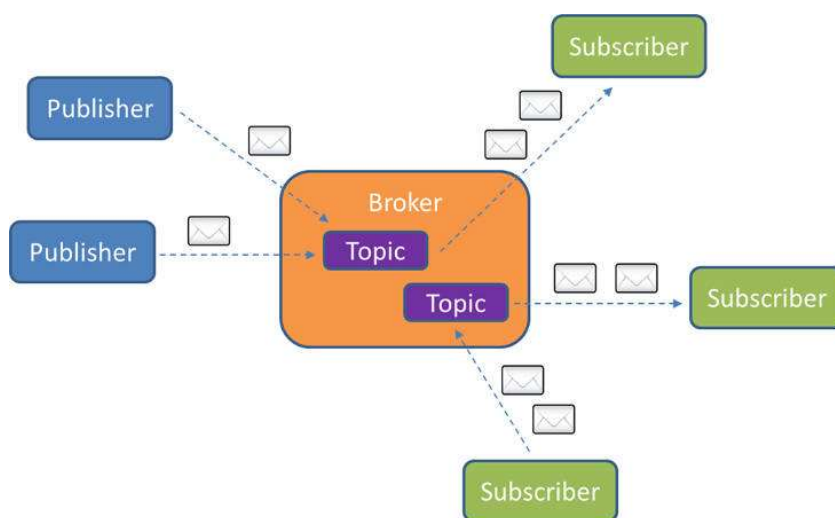 Subscriber
Publisher
Broker
Publisher
Topic
Topic
Subscriber
Subscriber